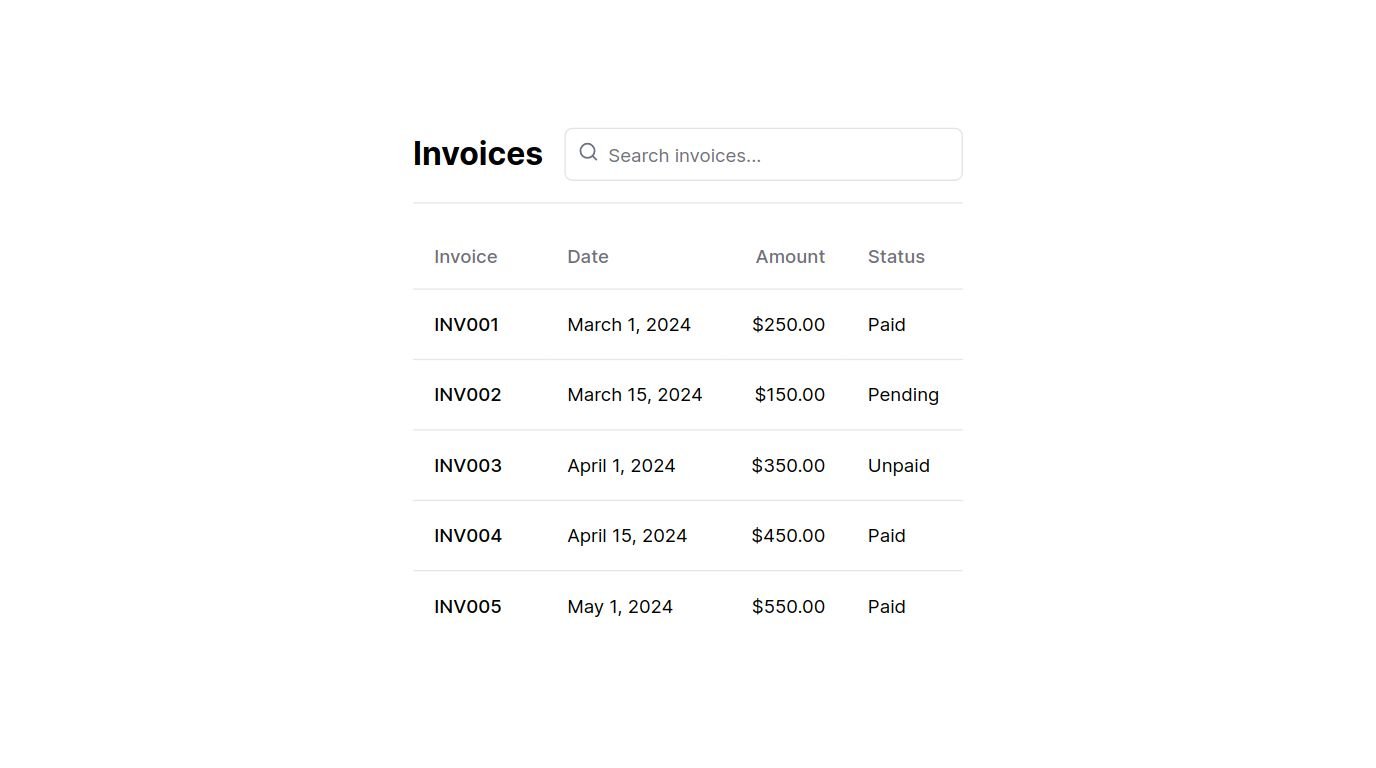 Invoices Search invoices...
Invoice Date Amount Status
INV001 March 1, 2024 $250.00 Paid
INV002 March 15, 2024 $150.00 Pending
INV003 April 1, 2024 $350.00 Unpaid
INV004 April 15, 2024 $450.00 Paid
INV005 May 1, 2024 $550.00 Paid